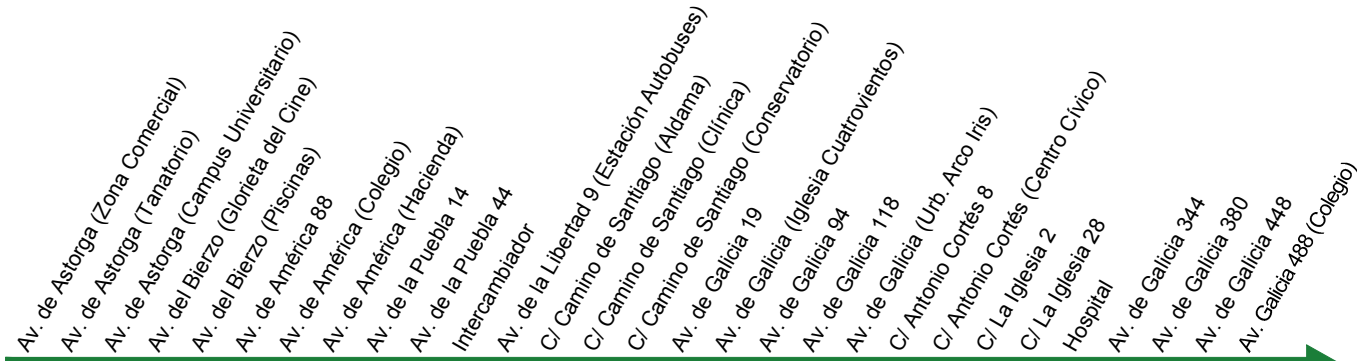 Av. de Astorga (Zona Comercial)
Av. de Astorga (Tanatorio)
Av. de Astorga (Campus Universitario)
Av. del Bierzo (Glorieta del Cine)
Av. del Bierzo (Piscinas)
Av. de América 88
Av. de América (Colegio)
Av. de América (Hacienda)
Av. de la Puebla 14
Av. de la Puebla 44
Intercambiador
Av. de la Libertad 9 (Estación Autobuses)
C/ Camino de Santiago (Aldama)
C/ Camino de Santiago (Clínica)
C/ Camino de Santiago (Conservatorio)
Av. de Galicia 19
Av. de Galicia (Iglesia Cuatrovientos)
Av. de Galicia 94
Av. de Galicia 118
Av. de Galicia (Urb. Arco Iris)
C/ Antonio Cortés 8
C/ Antonio Cortés (Centro Cívico)
C/ La Iglesia 2
C/ La Iglesia 28
Hospital
Av. de Galicia 344
Av. de Galicia 380
Av. de Galicia 448
Av. Galicia 488 (Colegio)